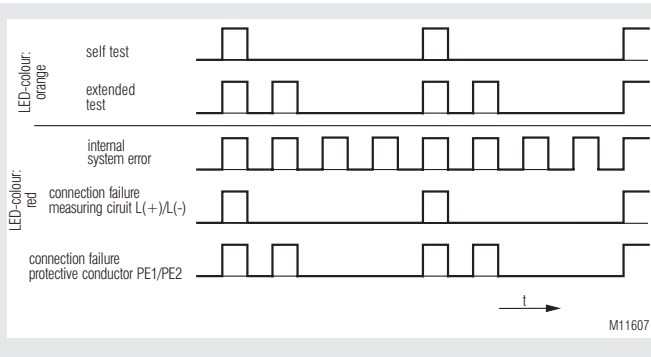 LED-colour:
orange
self test
extended
test
LED-colour:
red
internal
system error
connection failure
measuring ciruit L(+)/L(-)
connection failure
protective conductor PE1/PE2
t
M11607